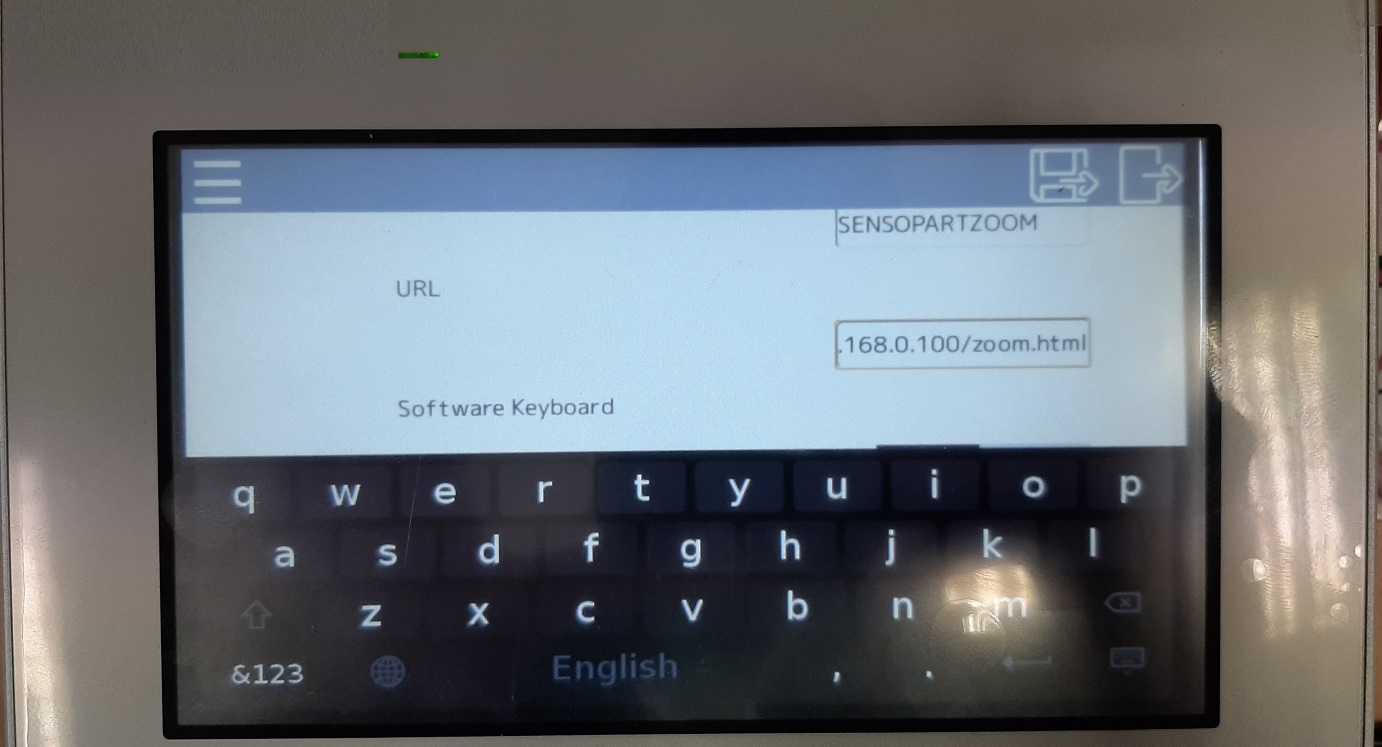 SENSOPARTZOOM
URL
.168.0.100/zoom.html
Software Keyboard
q w e r t y u i o p
a s d f g h j k l
z x c v b n m
&123 English , .